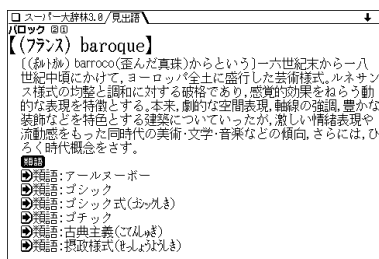 スーパー大辞林3.0/見出語
バロック ②①
【(フランス) baroque】
〔(ポルトガル) barroco(歪んだ真珠)からという〕一六世紀末から一八
世紀中頃にかけて,ヨーロッパ全土に盛行した芸術様式。ルネサン
ス様式の均整と調和に対する破格であり,感覚的効果をねらう動
的な表現を特徴とする。本来,劇的な空間表現,軸線の強調,豊かな
装飾などを特色とする建築についていったが,激しい情緒表現や
流動感をもった同時代の美術・文学・音楽などの傾向,さらには,ひ
ろく時代概念をさす。
類語
類語:アールヌーボー
類語:ゴシック
類語:ゴシック式(ゴシックしき)
類語:ゴチック
類語:古典主義(こてんしゅぎ)
類語:摂政様式(せっしょうようしき)